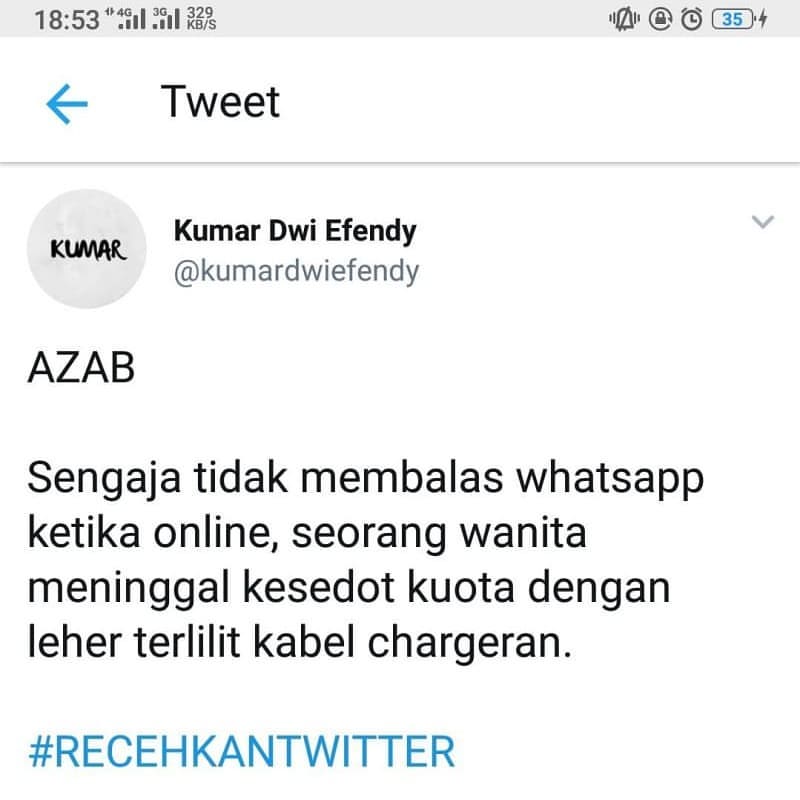 18:53 4G 3G 329 KB/S 35
Tweet
KUMAR
Kumar Dwi Efendy
@kumardwiefendy
AZAB
Sengaja tidak membalas whatsapp
ketika online, seorang wanita
meninggal kesedot kuota dengan
leher terlilit kabel chargeran.
#RECEHKANTWITTER